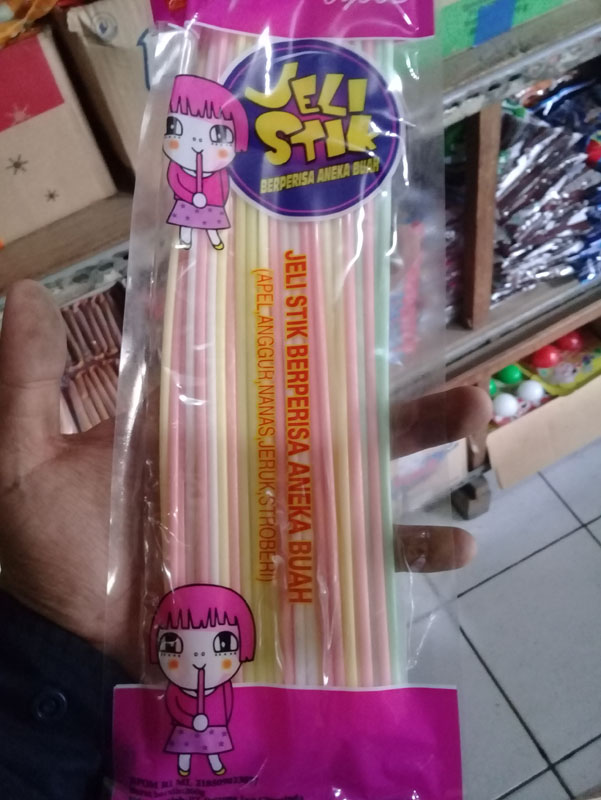 JELI
STIK
BERPERISA ANEKA BUAH
JELI STIK BERPERISA ANEKA BUAH
(APEL,ANGGUR,NANAS,JERUK,STROBERI)